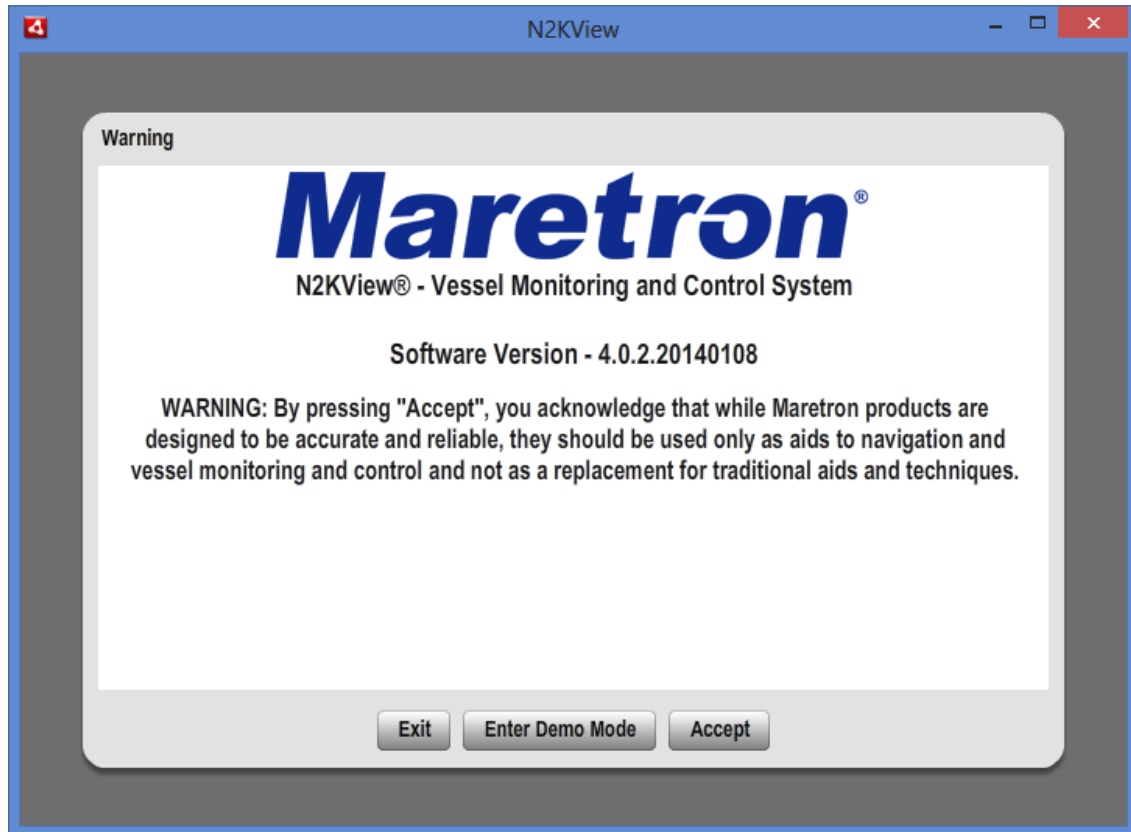 N2KView
Warning
Maretron®
N2KView® - Vessel Monitoring and Control System
Software Version - 4.0.2.20140108
WARNING: By pressing "Accept", you acknowledge that while Maretron products are
designed to be accurate and reliable, they should be used only as aids to navigation and
vessel monitoring and control and not as a replacement for traditional aids and techniques.
Exit Enter Demo Mode Accept